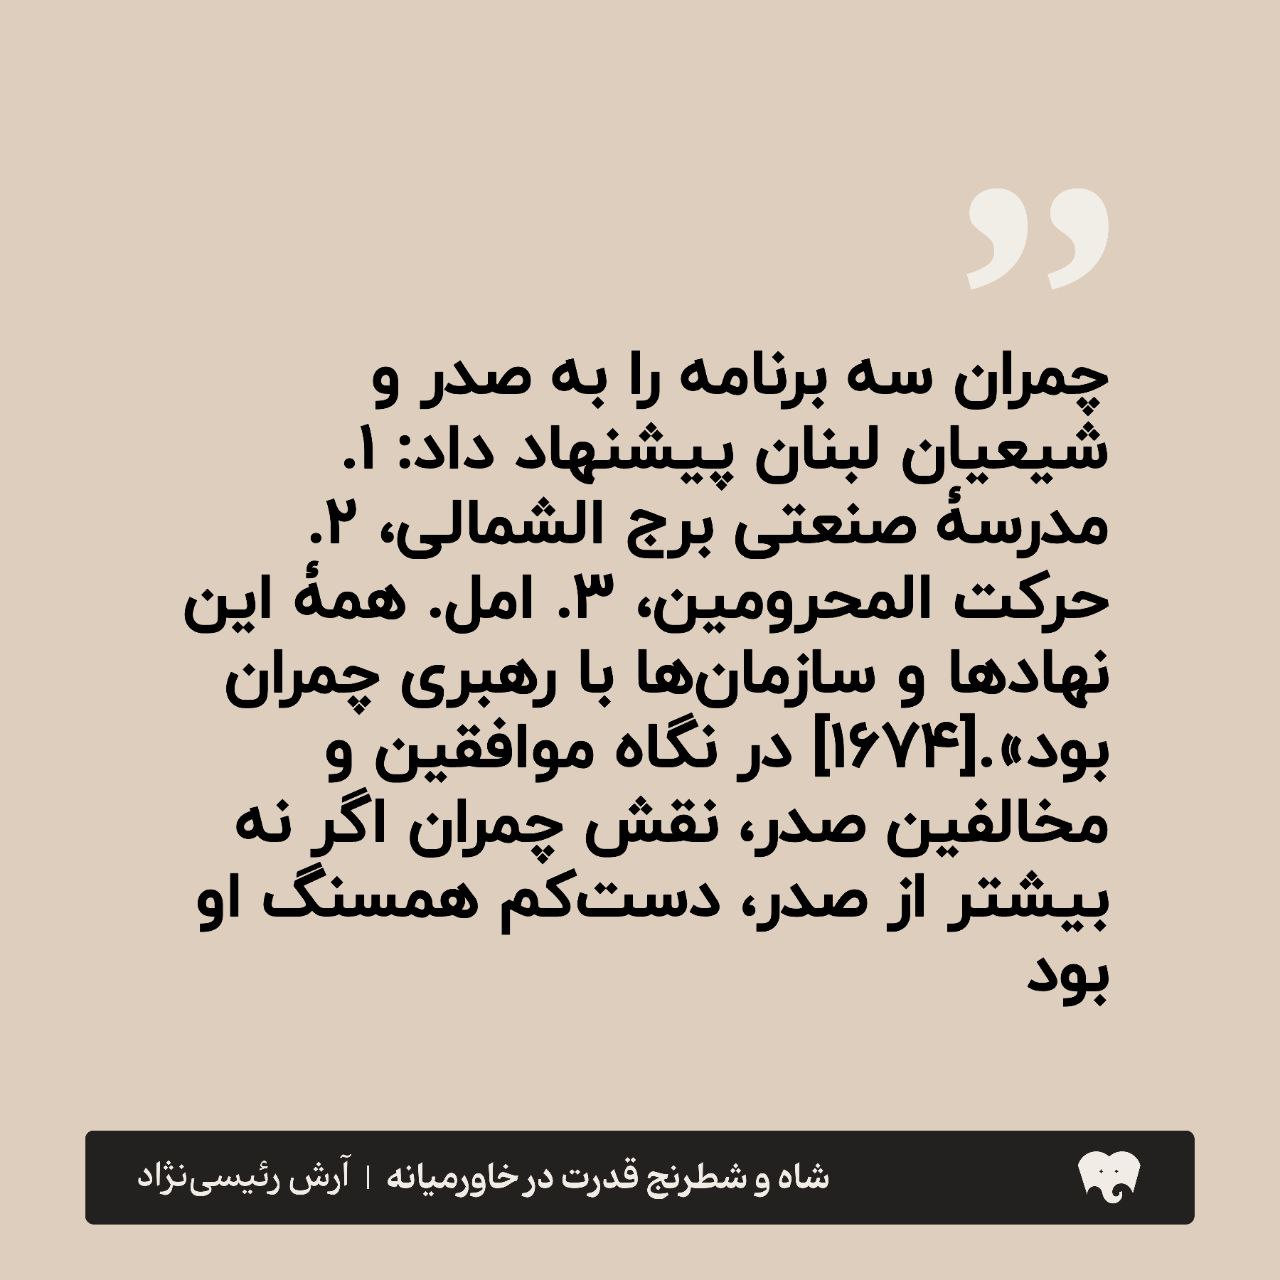 ”
چمران سه برنامه را به صدر و
شیعیان لبنان پیشنهاد داد: ۱.
مدرسهٔ صنعتی برج الشمالی، ۲.
حرکت المحرومین، ۳. امل. همهٔ این
نهادها و سازمان‌ها با رهبری چمران
بود».[۱۶۷۴] در نگاه موافقین و
مخالفین صدر، نقش چمران اگر نه
بیشتر از صدر، دست‌کم همسنگ او
بود
شاه و شطرنج قدرت در خاورمیانه | آرش رئیسی‌نژاد